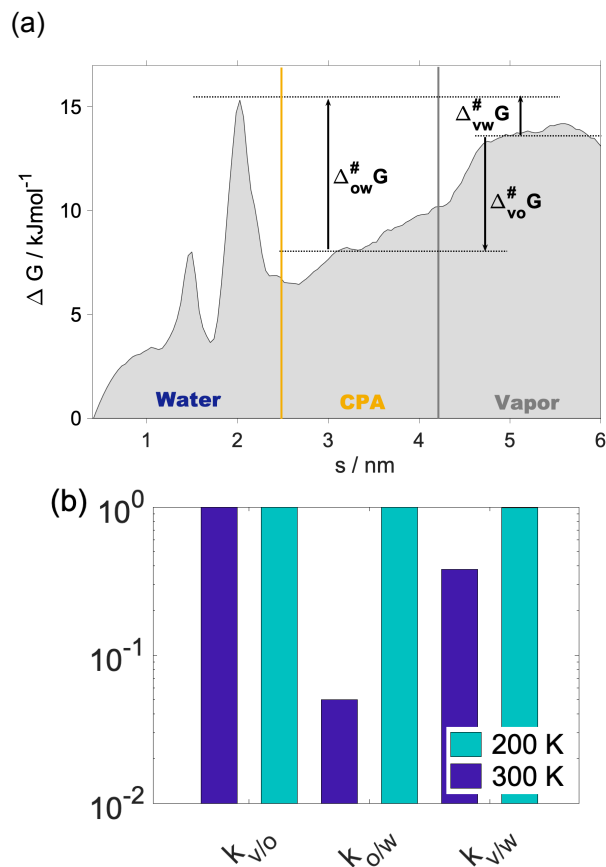 (a)
Δ G / kJmol⁻¹
15
10
5
0
Δ#vwG
Δ#owG
Δ#voG
Water
CPA
Vapor
1 2 3 4 5 6
s / nm
(b)
10⁰
10⁻¹
10⁻²
200 K
300 K
kv/o ko/w kv/w